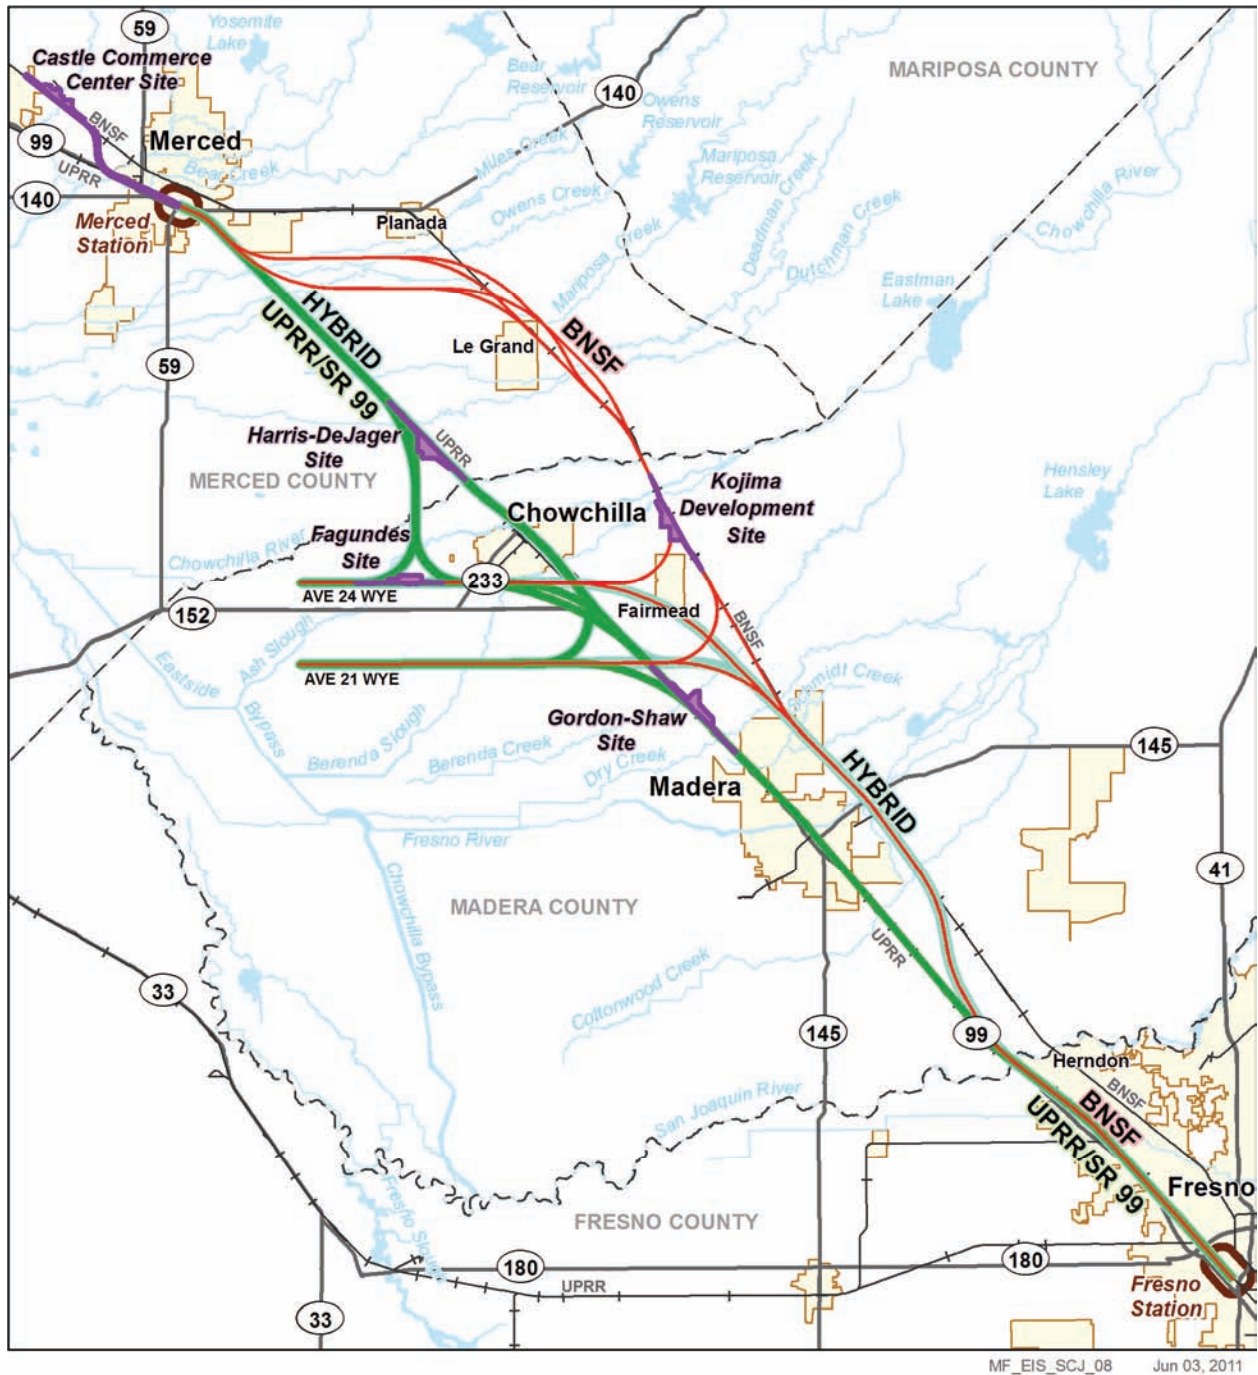 59
Yosemite
Lake
Castle Commerce
Center Site
MARIPOSA COUNTY
Bear
Reservoir
140
Owens
Reservoir
BNSF
99
Merced
Miles Creek
UPRR
Bear Creek
Mariposa
Reservoir
Deadman Creek
Chowchilla River
140
Owens Creek
Merced
Station
Planada
Dutchman Creek
Mariposa Creek
Eastman
Lake
HYBRID
UPRR/SR 99
BNSF
Le Grand
59
Harris-DeJager
Site
UPRR
MERCED COUNTY
Kojima
Development
Site
Hensley
Lake
Chowchilla
Fagundes
Site
Chowchilla River
233
AVE 24 WYE
152
Fairmead
BNSF
Ash Slough
Eastside
Bypass
AVE 21 WYE
Schmidt Creek
Gordon-Shaw
Site
Berenda Slough
Berenda Creek
Dry Creek
145
Madera
HYBRID
Fresno River
41
Chowchilla Bypass
MADERA COUNTY
UPRR
Cottonwood Creek
33
145
99
Herndon
BNSF
San Joaquin River
BNSF
UPRR/SR 99
Fresno
Fresno Slough
FRESNO COUNTY
180
180
UPRR
Fresno
Station
33
MF_EIS_SCJ_08 Jun 03, 2011